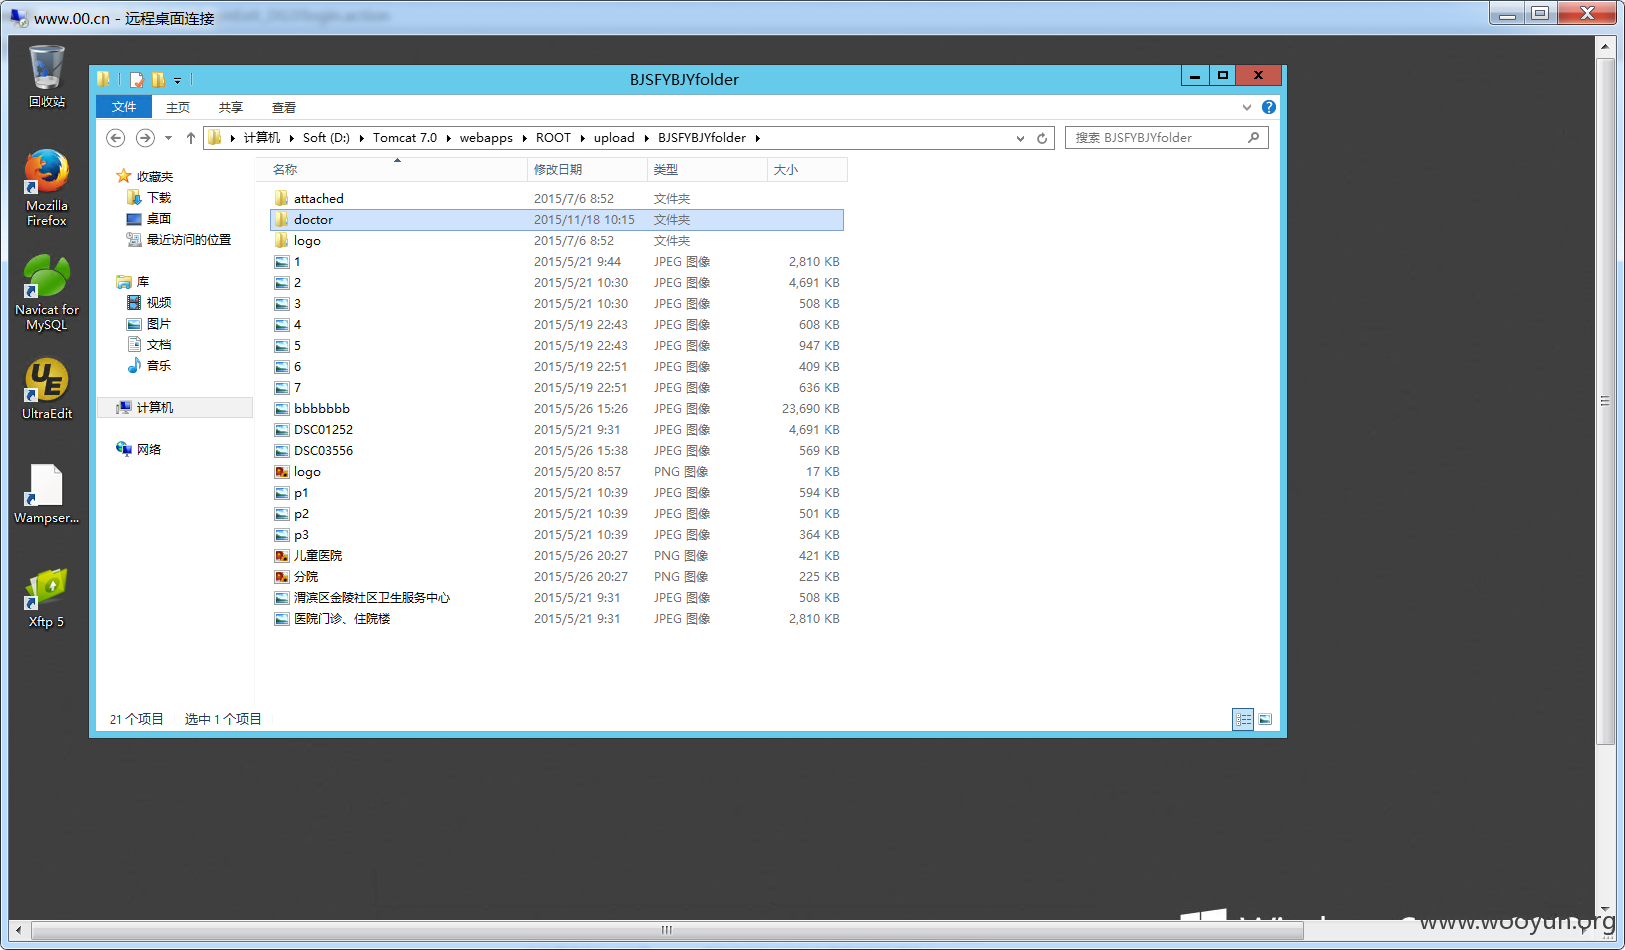 www.00.cn - 远程桌面连接
回收站
Mozilla
Firefox
Navicat for
MySQL
UltraEdit
Wampser...
Xftp 5
BJSFYBJYfolder
文件 主页 共享 查看
计算机 Soft (D:) Tomcat 7.0 webapps ROOT upload BJSFYBJYfolder
搜索 BJSFYBJYfolder
收藏夹
下载
桌面
最近访问的位置
库
视频
图片
文档
音乐
计算机
网络
名称 修改日期 类型 大小
attached 2015/7/6 8:52 文件夹
doctor 2015/11/18 10:15 文件夹
logo 2015/7/6 8:52 文件夹
1 2015/5/21 9:44 JPEG 图像 2,810 KB
2 2015/5/21 10:30 JPEG 图像 4,691 KB
3 2015/5/21 10:30 JPEG 图像 508 KB
4 2015/5/19 22:43 JPEG 图像 608 KB
5 2015/5/19 22:43 JPEG 图像 947 KB
6 2015/5/19 22:51 JPEG 图像 409 KB
7 2015/5/19 22:51 JPEG 图像 636 KB
bbbbbbb 2015/5/26 15:26 JPEG 图像 23,690 KB
DSC01252 2015/5/21 9:31 JPEG 图像 4,691 KB
DSC03556 2015/5/26 15:38 JPEG 图像 569 KB
logo 2015/5/20 8:57 PNG 图像 17 KB
p1 2015/5/21 10:39 JPEG 图像 594 KB
p2 2015/5/21 10:39 JPEG 图像 501 KB
p3 2015/5/21 10:39 JPEG 图像 364 KB
儿童医院 2015/5/26 20:27 PNG 图像 421 KB
分院 2015/5/26 20:27 PNG 图像 225 KB
渭滨区金陵社区卫生服务中心 2015/5/21 9:31 JPEG 图像 508 KB
医院门诊、住院楼 2015/5/21 9:31 JPEG 图像 2,810 KB
21 个项目 选中 1 个项目
www.wooyun.org